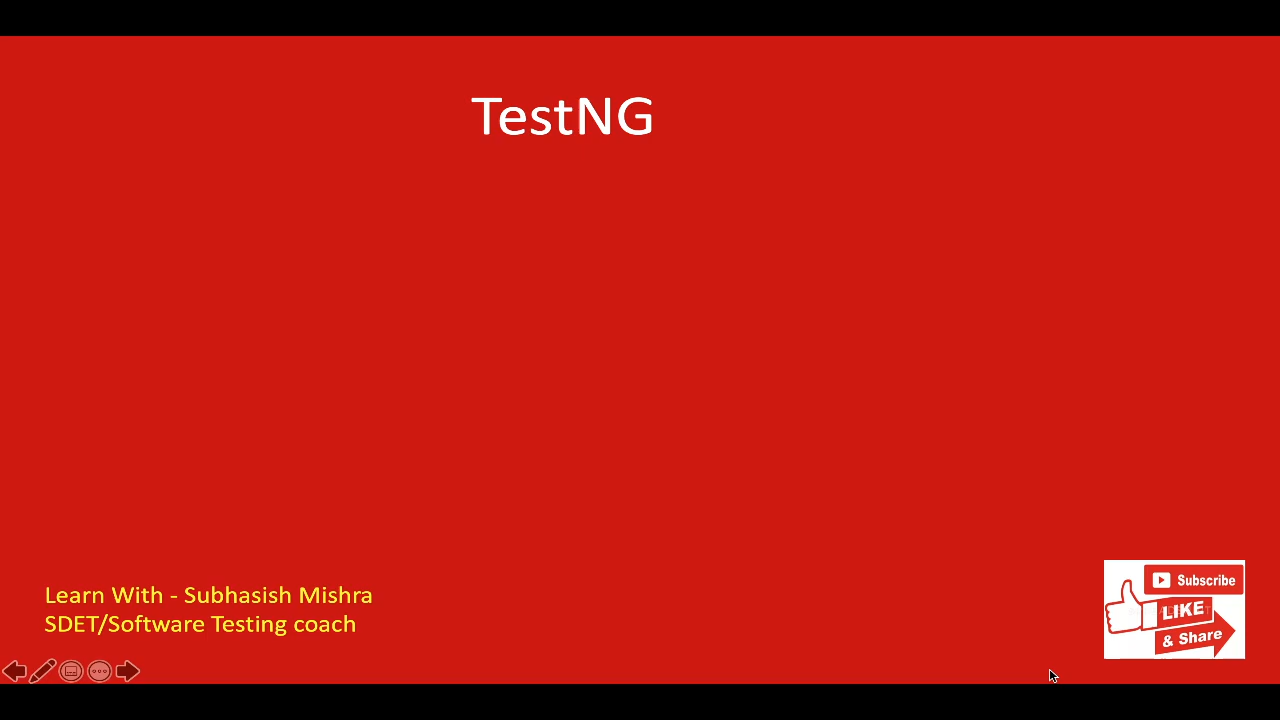 TestNG
Learn With - Subhasish Mishra
SDET/Software Testing coach
Subscribe
LIKE
& Share